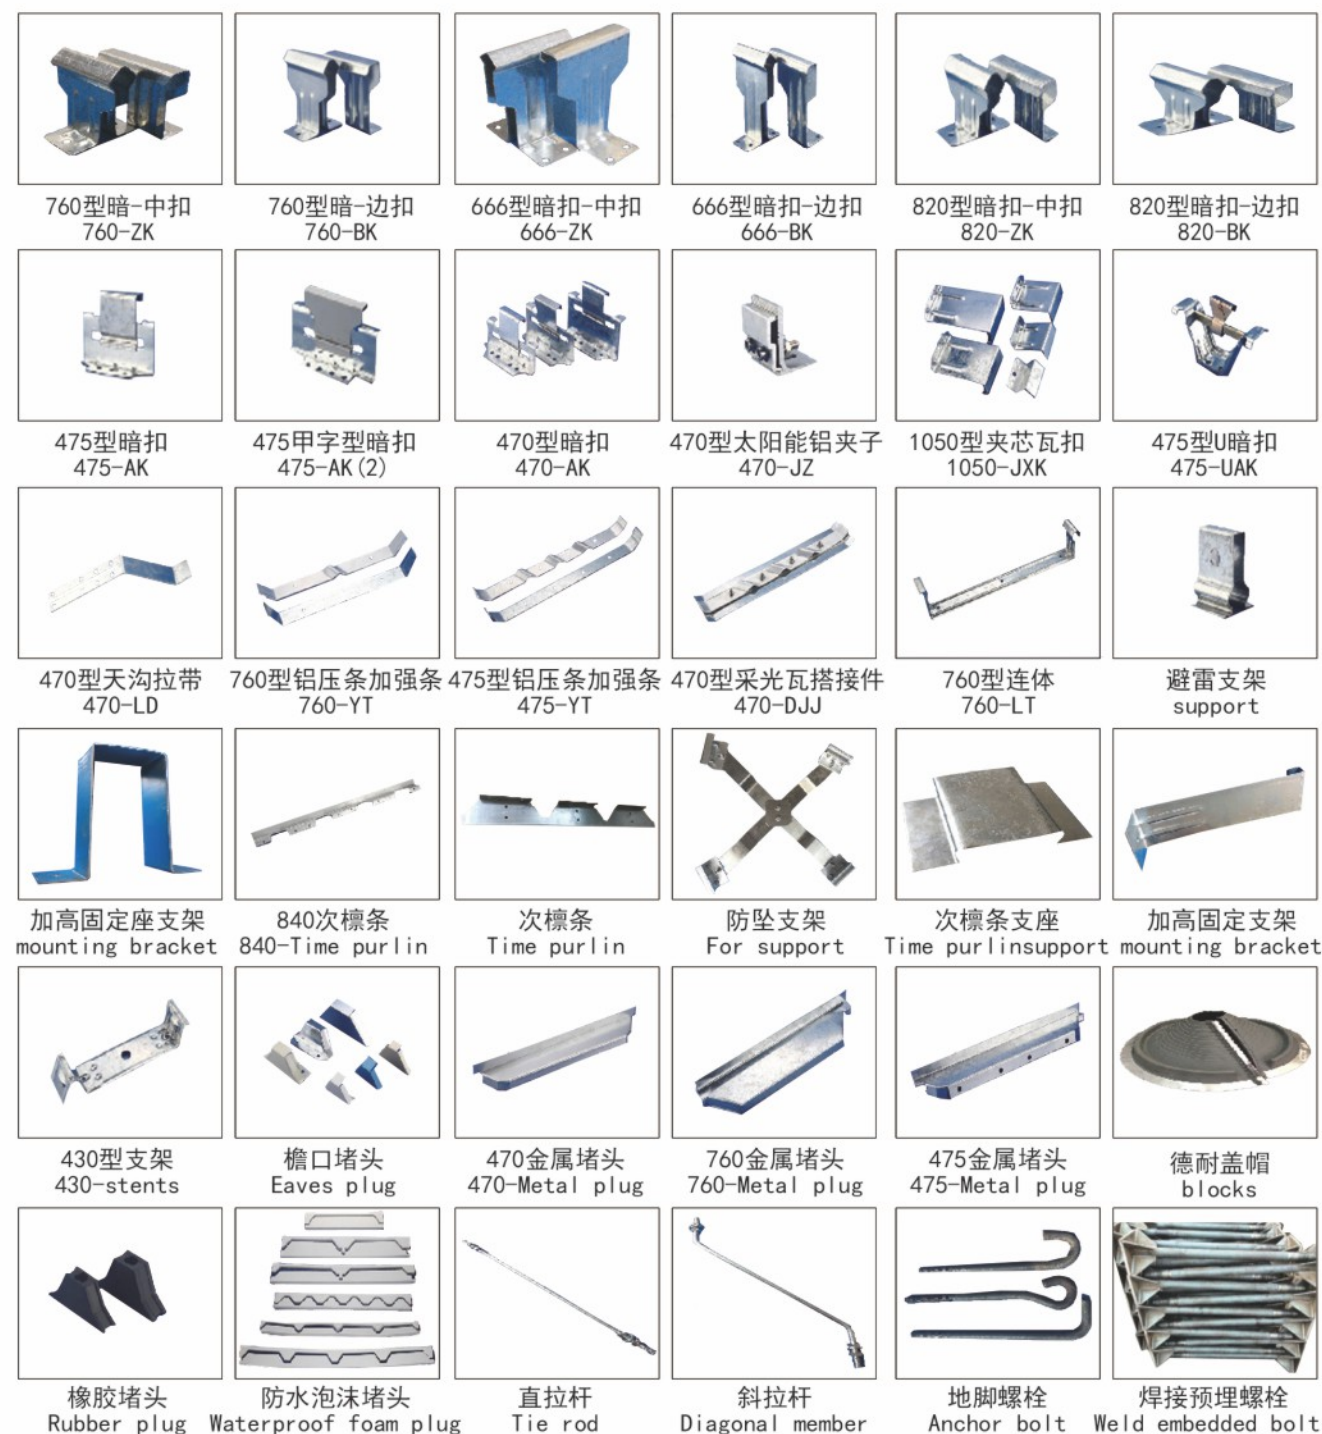 760型暗-中扣
760-ZK
760型暗-边扣
760-BK
666型暗扣-中扣
666-ZK
666型暗扣-边扣
666-BK
820型暗扣-中扣
820-ZK
820型暗扣-边扣
820-BK
475型暗扣
475-AK
475甲字型暗扣
475-AK(2)
470型暗扣
470-AK
470型太阳能铝夹子
470-JZ
1050型夹芯瓦扣
1050-JXK
475型U暗扣
475-UAK
470型天沟拉带
470-LD
760型铝压条加强条
760-YT
475型铝压条加强条
475-YT
470型采光瓦搭接件
470-DJJ
760型连体
760-LT
避雷支架
support
加高固定座支架
mounting bracket
840次檩条
840-Time purlin
次檩条
Time purlin
防坠支架
For support
次檩条支座
Time purlinsupport
加高固定支架
mounting bracket
430型支架
430-stents
檐口堵头
Eaves plug
470金属堵头
470-Metal plug
760金属堵头
760-Metal plug
475金属堵头
475-Metal plug
德耐盖帽
blocks
橡胶堵头
Rubber plug
防水泡沫堵头
Waterproof foam plug
直拉杆
Tie rod
斜拉杆
Diagonal member
地脚螺栓
Anchor bolt
焊接预埋螺栓
Weld embedded bolt